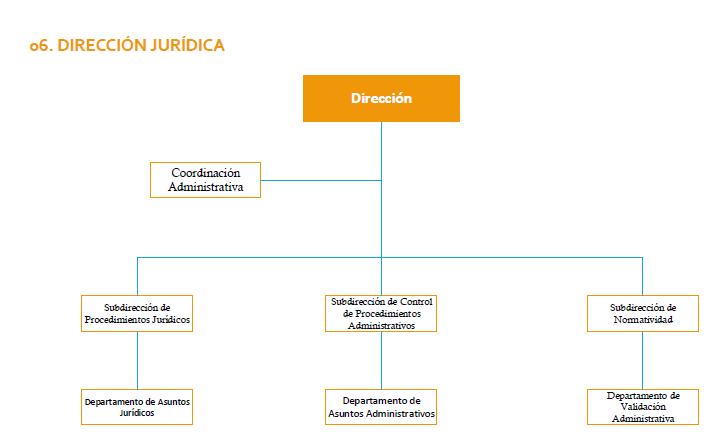 06. DIRECCIÓN JURÍDICA
Dirección
Coordinación
Administrativa
Subdirección de
Procedimientos Jurídicos
Subdirección de Control
de Procedimientos
Administrativos
Subdirección de
Normatividad
Departamento de Asuntos
Jurídicos
Departamento de
Asuntos Administrativos
Departamento de
Validación
Administrativa